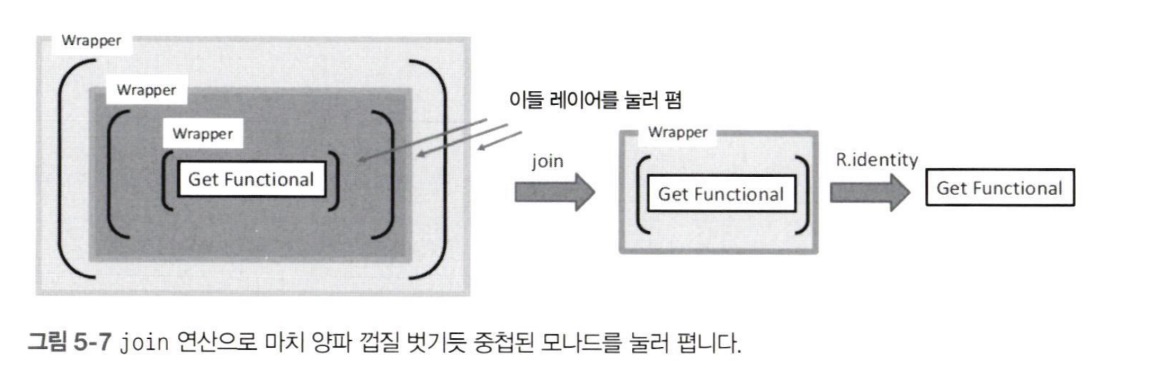 Wrapper
Wrapper
Wrapper
Get Functional
이들 레이어를 눌러 폄
join
Wrapper
Get Functional
R.identity
Get Functional
그림 5-7 join 연산으로 마치 양파 껍질 벗기듯 중첩된 모나드를 눌러 폅니다.